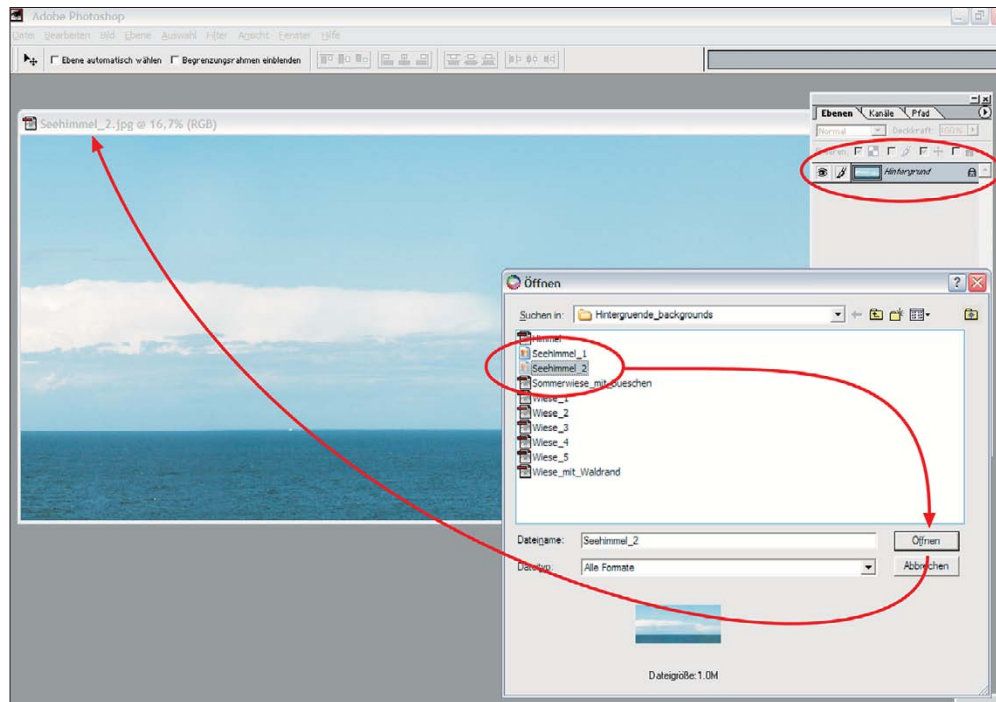 Adobe Photoshop
Datei Bearbeiten Bild Ebene Auswahl Filter Ansicht Fenster Hilfe
Ebene automatisch wählen Begrenzungsrahmen einblenden
Seehimmel_2.jpg @ 16,7% (RGB)
Ebenen Kanäle Pfad
Normal Deckkraft: 100%
Hintergrund
Öffnen
Suchen in: Hintergruende_backgrounds
Himmel
Seehimmel_1
Seehimmel_2
Sommerwiese_mit_bueschen
Wiese_1
Wiese_2
Wiese_3
Wiese_4
Wiese_5
Wiese_mit_Waldrand
Dateiname: Seehimmel_2 Öffnen
Dateityp: Alle Formate Abbrechen
Dateigröße: 1.0M